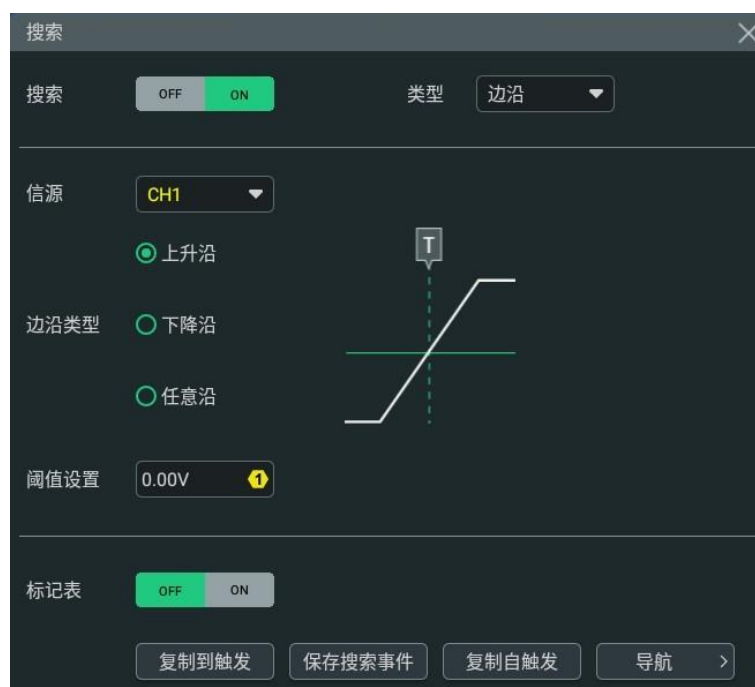 搜索
搜索 OFF ON 类型 边沿
信源 CH1
上升沿
T
边沿类型 下降沿
任意沿
阈值设置 0.00V 1
标记表 OFF ON
复制到触发 保存搜索事件 复制自触发 导航